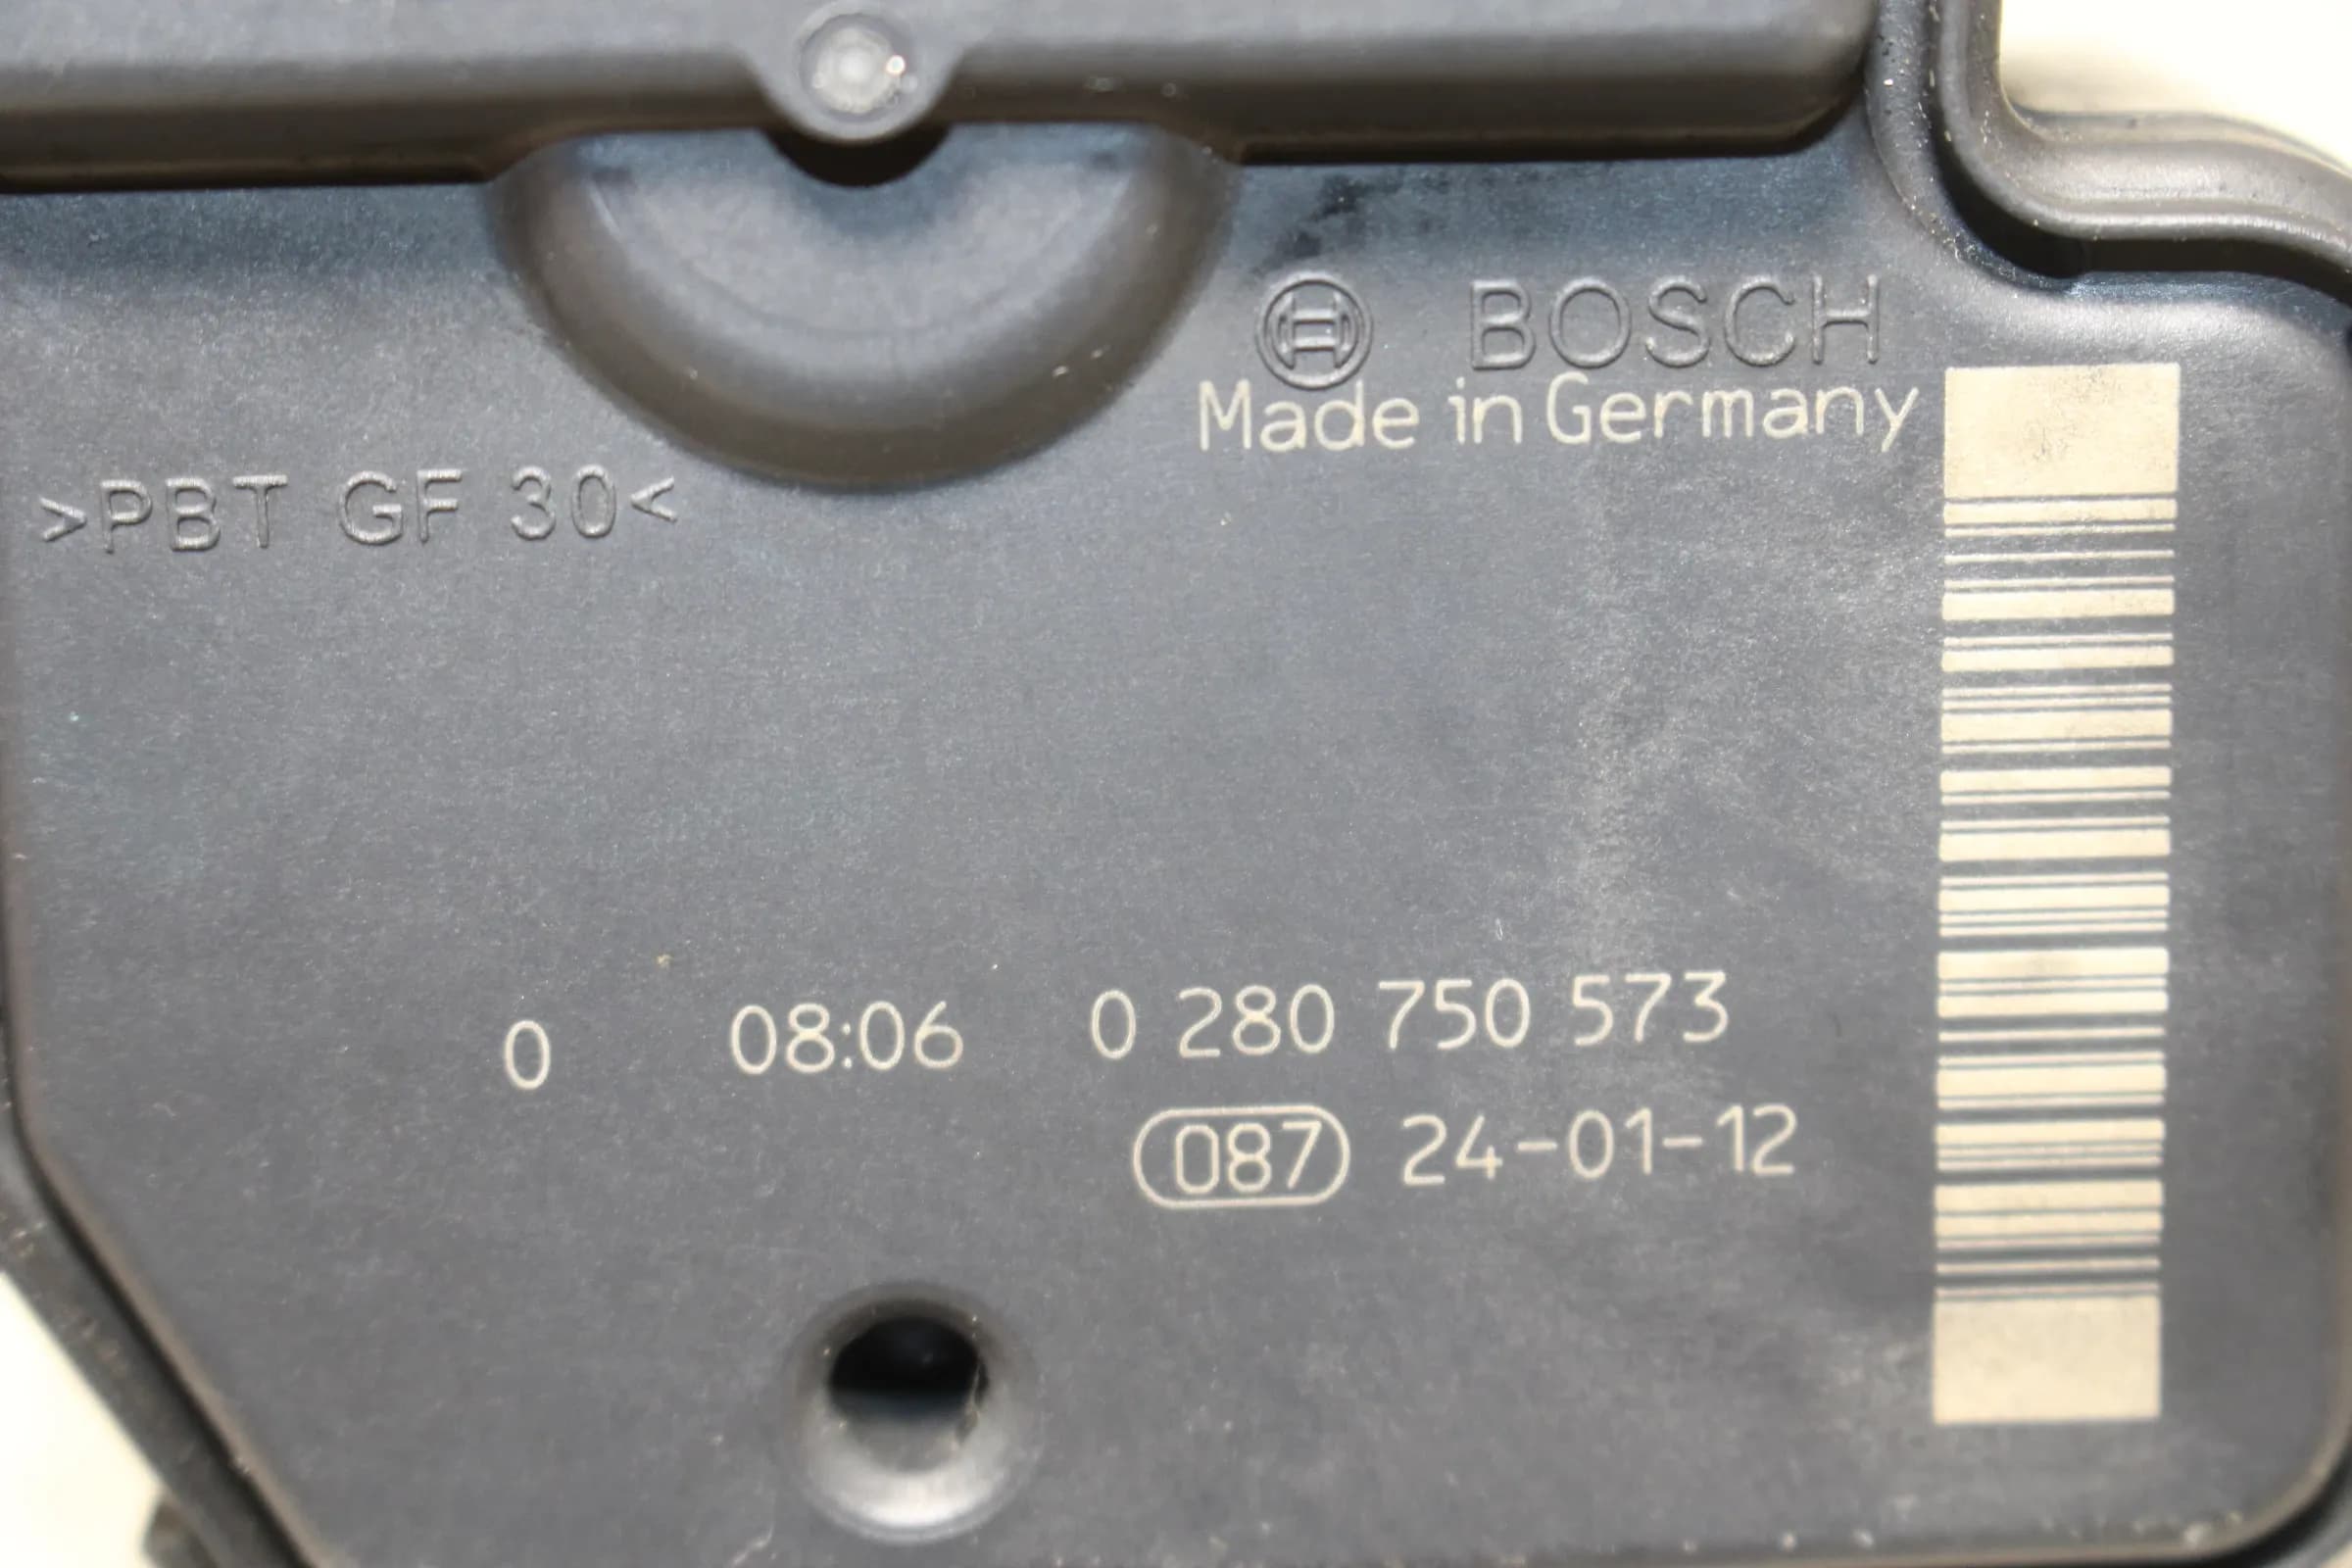 BOSCH
Made in Germany
>PBT GF 30<
0 08:06 0 280 750 573
087 24-01-12